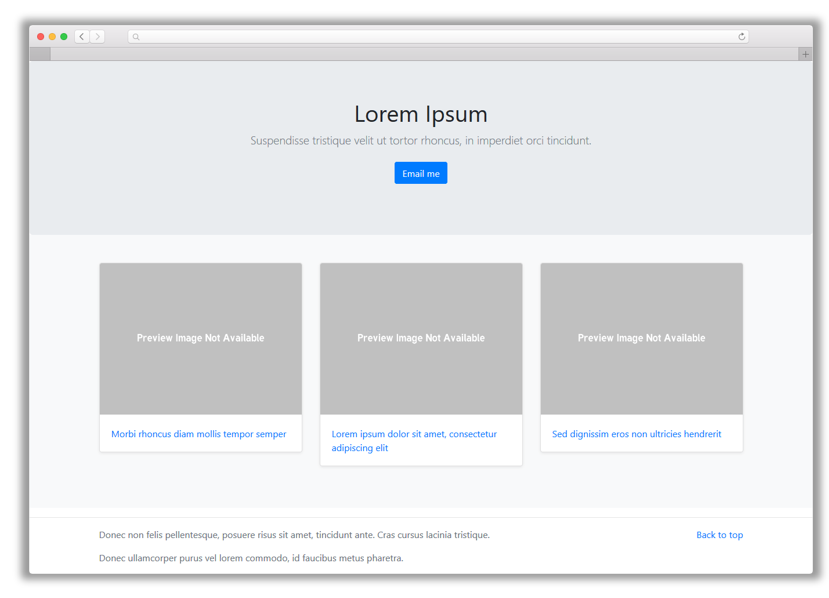 Lorem Ipsum
Suspendisse tristique velit ut tortor rhoncus, in imperdiet orci tincidunt.
Email me
Preview Image Not Available
Preview Image Not Available
Preview Image Not Available
Morbi rhoncus diam mollis tempor semper
Lorem ipsum dolor sit amet, consectetur
adipiscing elit
Sed dignissim eros non ultricies hendrerit
Donec non felis pellentesque, posuere risus sit amet, tincidunt ante. Cras cursus lacinia tristique.
Back to top
Donec ullamcorper purus vel lorem commodo, id faucibus metus pharetra.